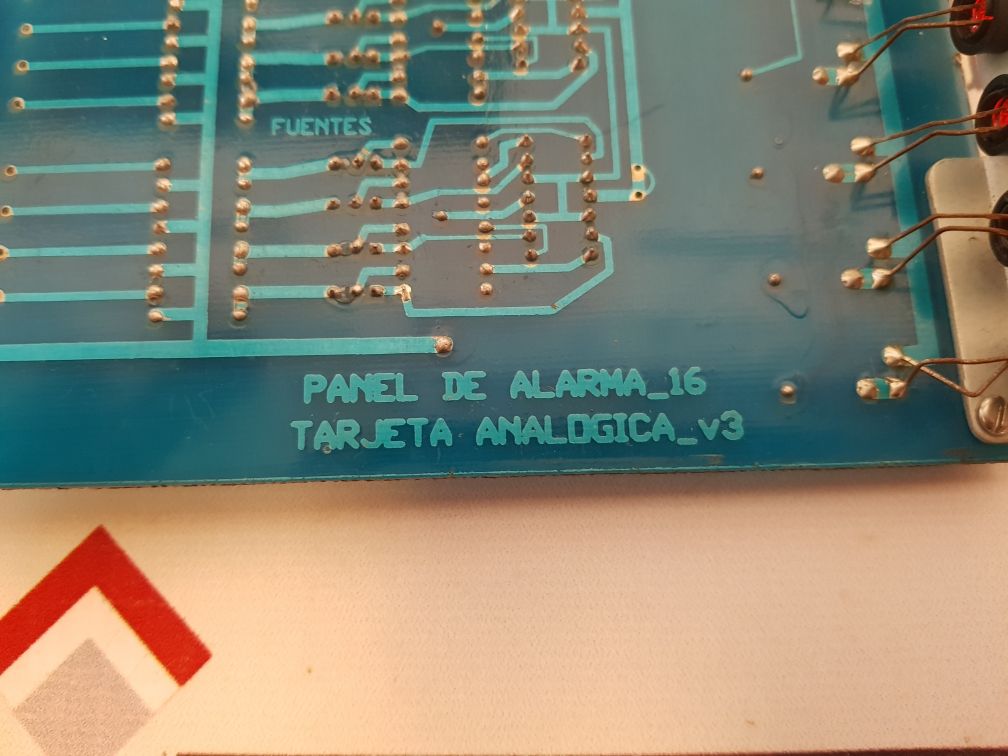 FUENTES
PANEL DE ALARMA_16
TARJETA ANALOGICA_v3